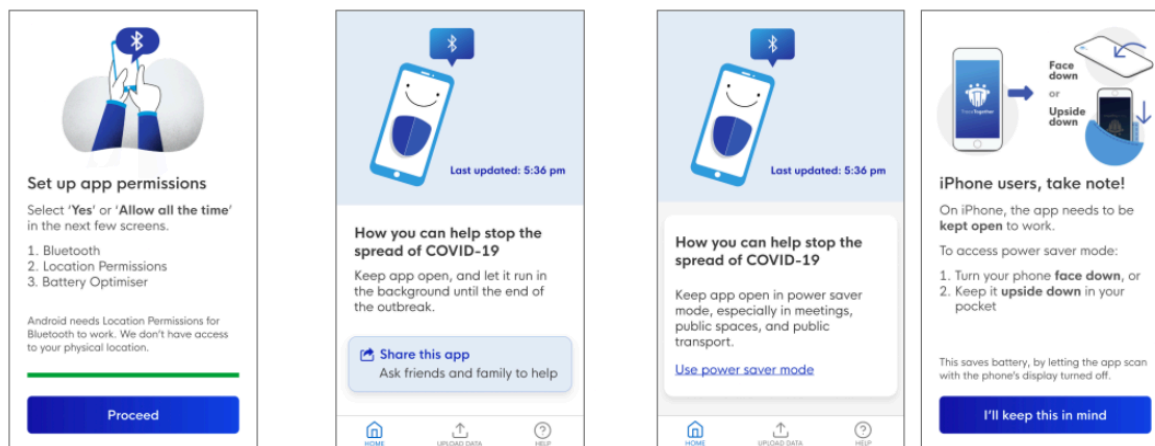 Set up app permissions
Select ‘Yes’ or ‘Allow all the time’
in the next few screens.
1. Bluetooth
2. Location Permissions
3. Battery Optimiser
Android needs Location Permissions for
Bluetooth to work. We don’t have access
to your physical location.
Proceed
Last updated: 5:36 pm
How you can help stop the
spread of COVID-19
Keep app open, and let it run in
the background until the end of
the outbreak.
Share this app
Ask friends and family to help
HOME
UPLOAD DATA
HELP
Last updated: 5:36 pm
How you can help stop the
spread of COVID-19
Keep app open in power saver
mode, especially in meetings,
public spaces, and public
transport.
Use power saver mode
HOME
UPLOAD DATA
HELP
TraceTogether
Face
down
or
Upside
down
iPhone users, take note!
On iPhone, the app needs to be
kept open to work.
To access power saver mode:
1. Turn your phone face down, or
2. Keep it upside down in your
pocket
This saves battery, by letting the app scan
with the phone’s display turned off.
I’ll keep this in mind